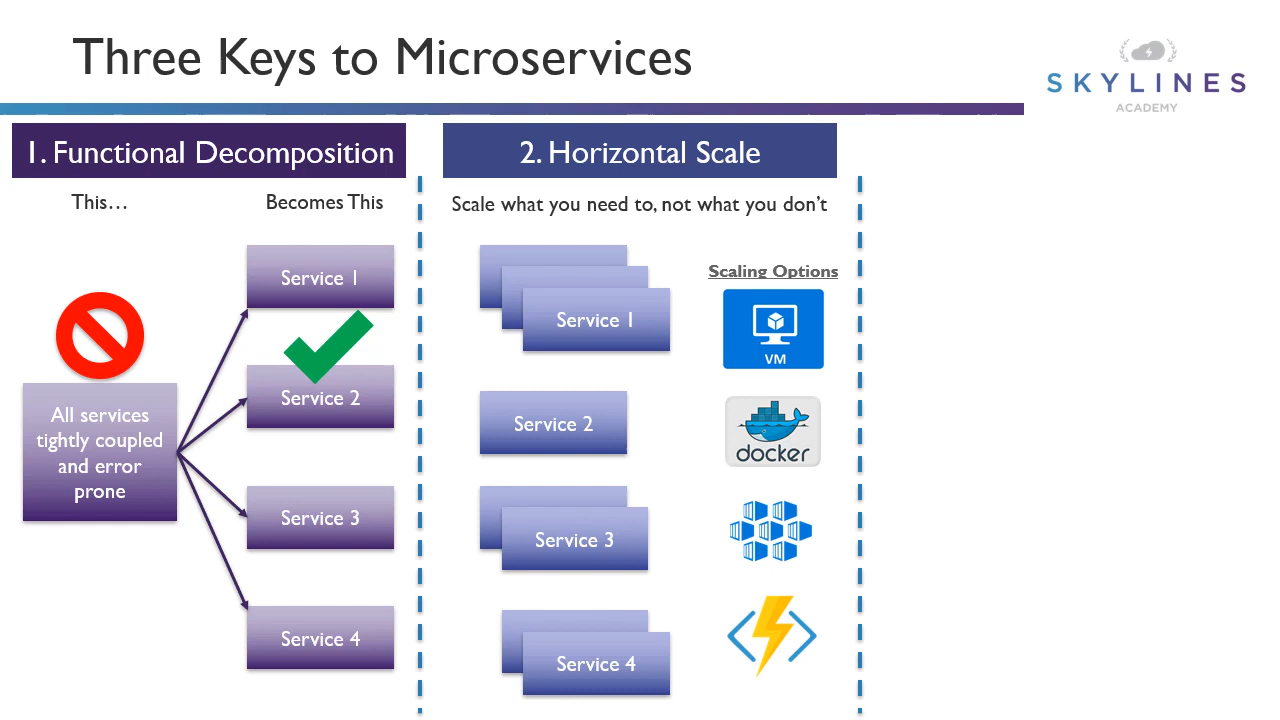 Three Keys to Microservices
SKYLINES
ACADEMY
1. Functional Decomposition
This…
Becomes This
Service 1
Service 2
All services
tightly coupled
and error
prone
Service 3
Service 4
2. Horizontal Scale
Scale what you need to, not what you don't
Scaling Options
Service 1
VM
Service 2
docker
Service 3
Service 4